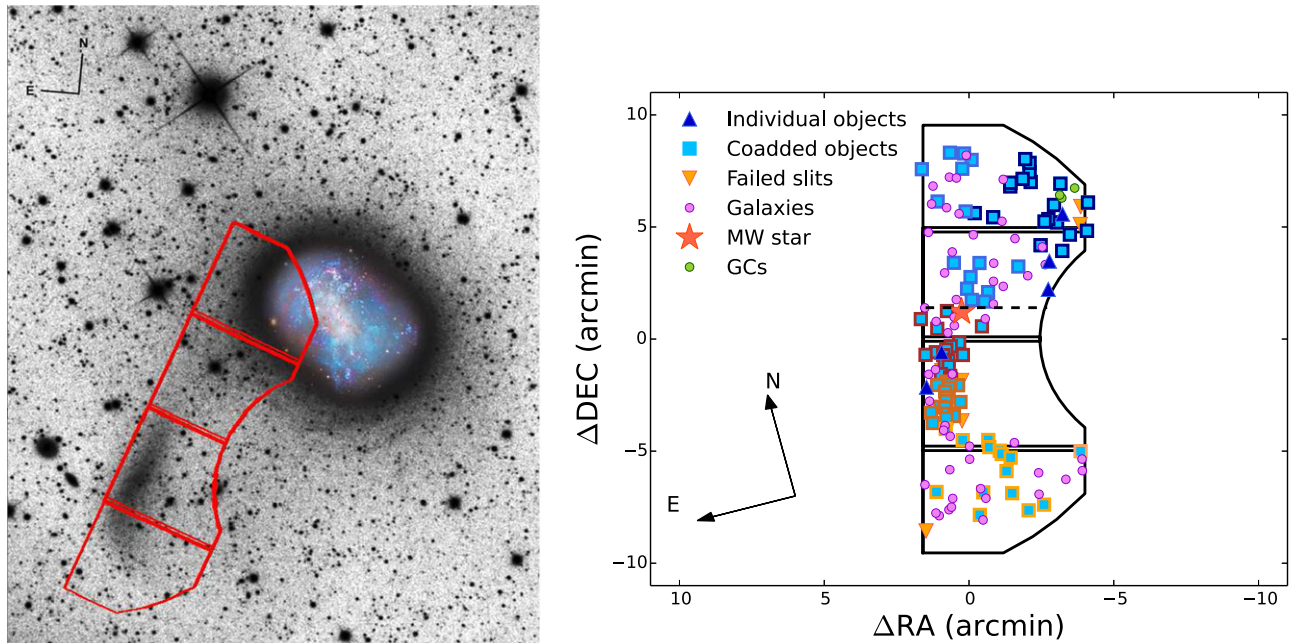 N
E
Individual objects
Coadded objects
Failed slits
Galaxies
MW star
GCs
N
E
10
5
0
−5
−10
ΔDEC (arcmin)
10
5
0
−5
−10
ΔRA (arcmin)